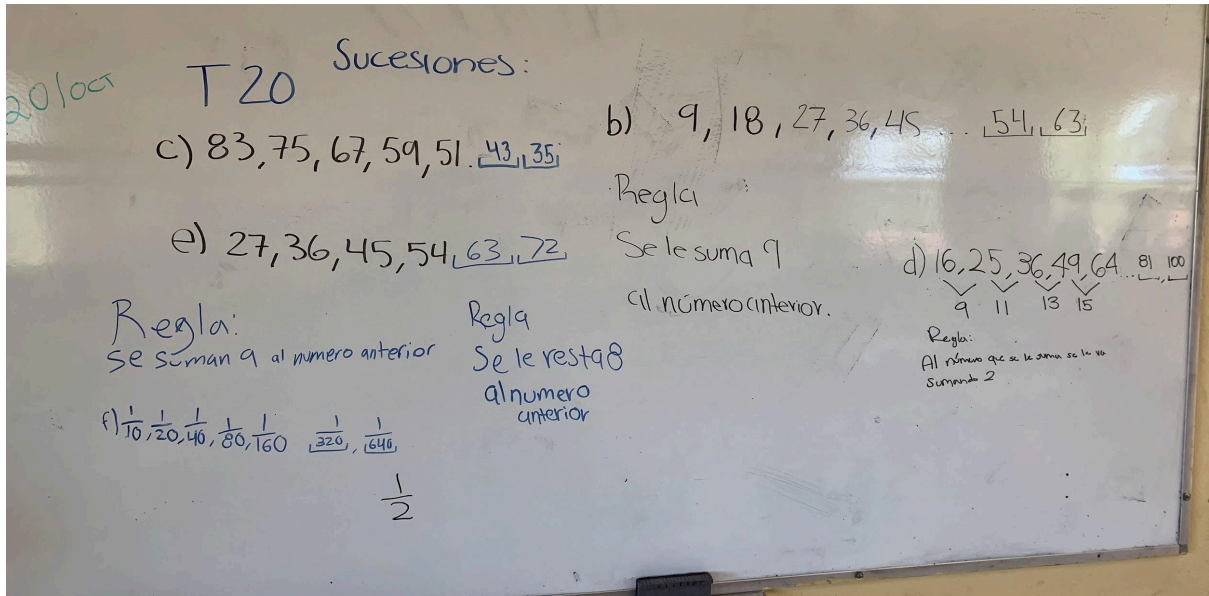 20/oct
T 20 Sucesiones:
c) 83, 75, 67, 59, 51. 43, 35
e) 27, 36, 45, 54, 63, 72
Regla:
se suman 9 al numero anterior
Regla
Se le resta 8
al numero
anterior
f) 1/10, 1/20, 1/40, 1/80, 1/160 1/320, 1/640
1/2
b) 9, 18, 27, 36, 45 ... 54, 63
Regla
Se le suma 9
al número anterior.
d) 16, 25, 36, 49, 64 ... 81, 100
9 11 13 15
Regla:
Al número que se le suma se le va
sumando 2